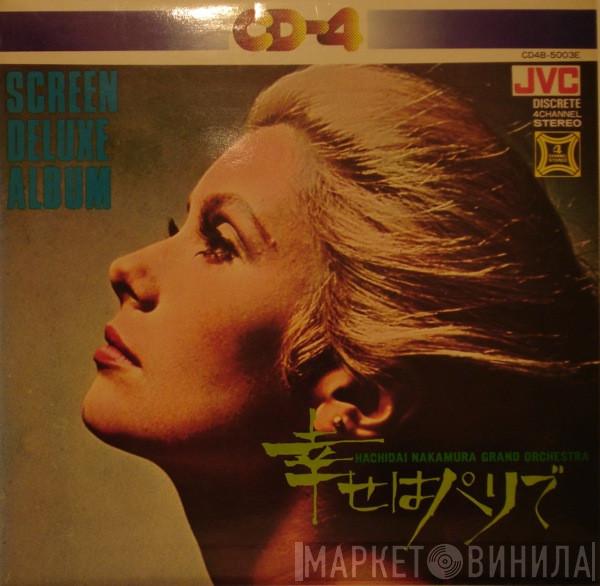 CD-4
CD4B-5003E
SCREEN
DELUXE
ALBUM
JVC
DISCRETE
4CHANNEL
STEREO
4
HACHIDAI NAKAMURA GRAND ORCHESTRA
幸せはパリで
МАРКЕТ ВИНИЛА